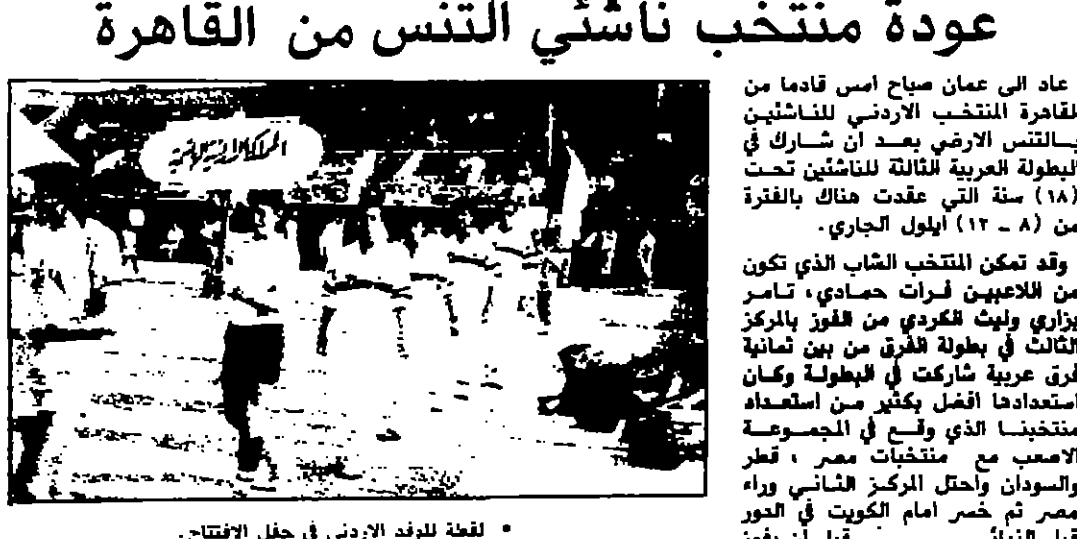 عودة منتخب ناشئي التنس من القاهرة
عاد الى عمان صباح امس قادما من
القاهرة المنتخب الاردني للناشئين
بالتنس الارضي بعد ان شارك في
البطولة العربية الثالثة للناشئين تحت
(١٨) سنة التي عقدت هناك بالفترة
من (٨ - ١٢) ايلول الجاري.
وقد تمكن المنتخب الشاب الذي تكون
من اللاعبين فرات حمادي، تامر
بزاري وليث الكردي من الفوز بالمركز
الثالث في بطولة الفرق من بين ثمانية
فرق عربية شاركت في البطولة وكان
استعدادها افضل بكثير من استعداد
منتخبنا الذي وقع في المجموعة
الاصعب مع منتخبات مصر ، قطر
والسودان واحتل المركز الثاني وراء
مصر ثم خسر امام الكويت في الدور
المملكة الاردنية الهاشمية
• لقطة للوفد الاردني في حفل الافتتاح.